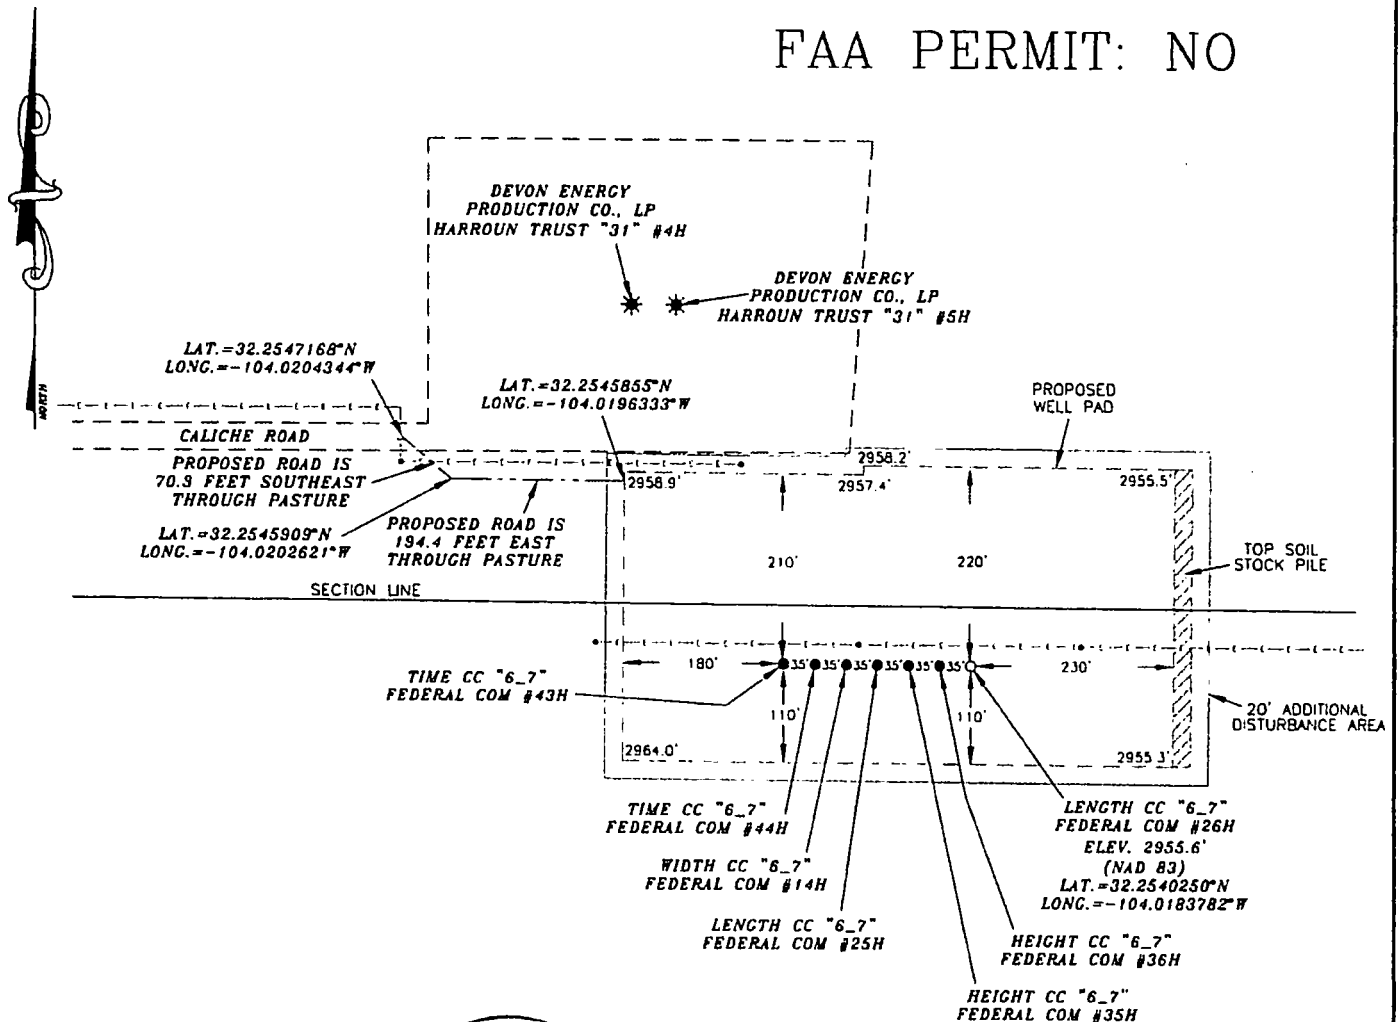 FAA PERMIT: NO
DEVON ENERGY
PRODUCTION CO., LP
HARROUN TRUST "31" #4H
DEVON ENERGY
PRODUCTION CO., LP
HARROUN TRUST "31" #5H
NORTH
LAT.=32.2547168°N
LONG.=-104.0204344°W
LAT.=32.2545855°N
LONG.=-104.0196333°W
PROPOSED
WELL PAD
CALICHE ROAD
PROPOSED ROAD IS
70.3 FEET SOUTHEAST
THROUGH PASTURE
LAT.=32.2545909°N
LONG.=-104.0202621°W
PROPOSED ROAD IS
194.4 FEET EAST
THROUGH PASTURE
2958.2'
2958.9'
2957.4'
2955.5'
210'
220'
TOP SOIL
STOCK PILE
SECTION LINE
180'
35'
35'
35'
35'
35'
35'
230'
TIME CC "6_7"
FEDERAL COM #43H
110'
110'
20' ADDITIONAL
DISTURBANCE AREA
2964.0'
2955.3'
TIME CC "6_7"
FEDERAL COM #44H
WIDTH CC "6_7"
FEDERAL COM #14H
LENGTH CC "6_7"
FEDERAL COM #25H
LENGTH CC "6_7"
FEDERAL COM #26H
ELEV. 2955.6'
(NAD 83)
LAT.=32.2540250°N
LONG.=-104.0183782°W
HEIGHT CC "6_7"
FEDERAL COM #36H
HEIGHT CC "6_7"
FEDERAL COM #35H